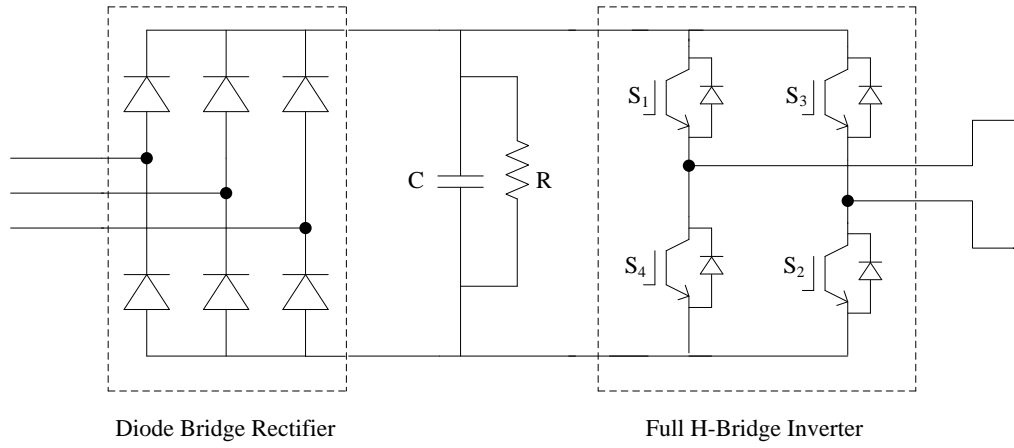 S1
S3
C
R
S4
S2
Diode Bridge Rectifier
Full H-Bridge Inverter